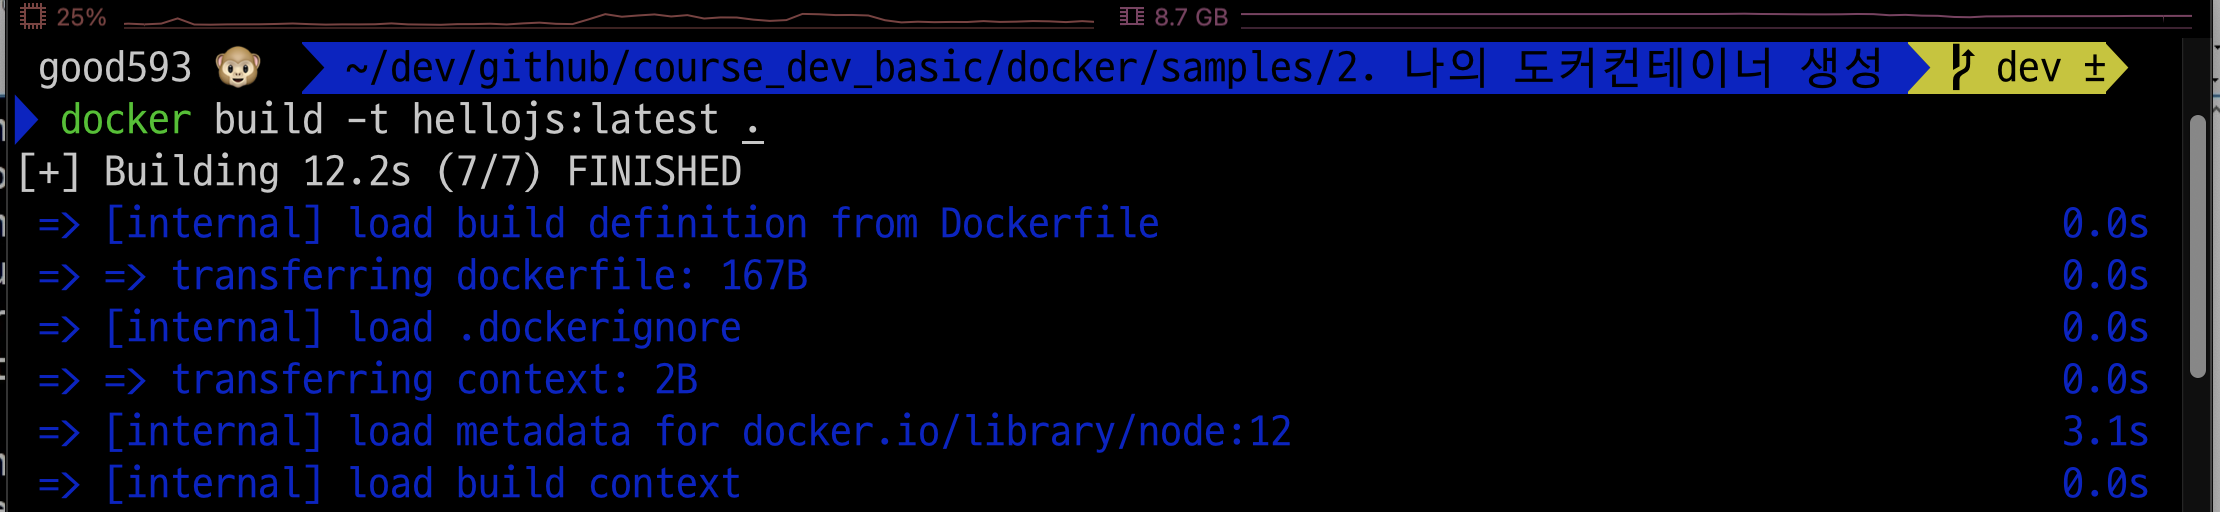 25% 8.7 GB
good593 🐵 ~/dev/github/course_dev_basic/docker/samples/2. 나의 도커컨테이너 생성 dev ±
docker build -t hellojs:latest .
[+] Building 12.2s (7/7) FINISHED
=> [internal] load build definition from Dockerfile 0.0s
=> => transferring dockerfile: 167B 0.0s
=> [internal] load .dockerignore 0.0s
=> => transferring context: 2B 0.0s
=> [internal] load metadata for docker.io/library/node:12 3.1s
=> [internal] load build context 0.0s